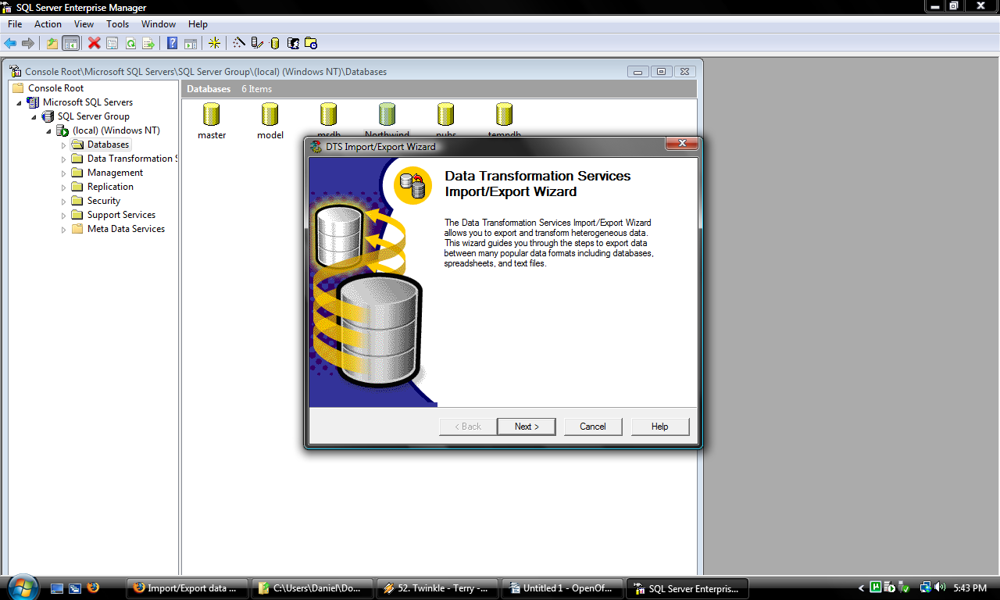 SQL Server Enterprise Manager
File Action View Tools Window Help
Console Root\Microsoft SQL Servers\SQL Server Group\(local) (Windows NT)\Databases
Console Root
Microsoft SQL Servers
SQL Server Group
(local) (Windows NT)
Databases
Data Transformation S
Management
Replication
Security
Support Services
Meta Data Services
Databases 6 Items
master model msdb Northwind pubs tempdb
DTS Import/Export Wizard
Data Transformation Services
Import/Export Wizard
The Data Transformation Services Import/Export Wizard
allows you to export and transform heterogeneous data.
This wizard guides you through the steps to export data
between many popular data formats including databases,
spreadsheets, and text files.
< Back Next > Cancel Help
Import/Export data ... C:\Users\Daniel\Do... 52. Twinkle - Terry -... Untitled 1 - OpenOf... SQL Server Enterpris... < µ 5:43 PM